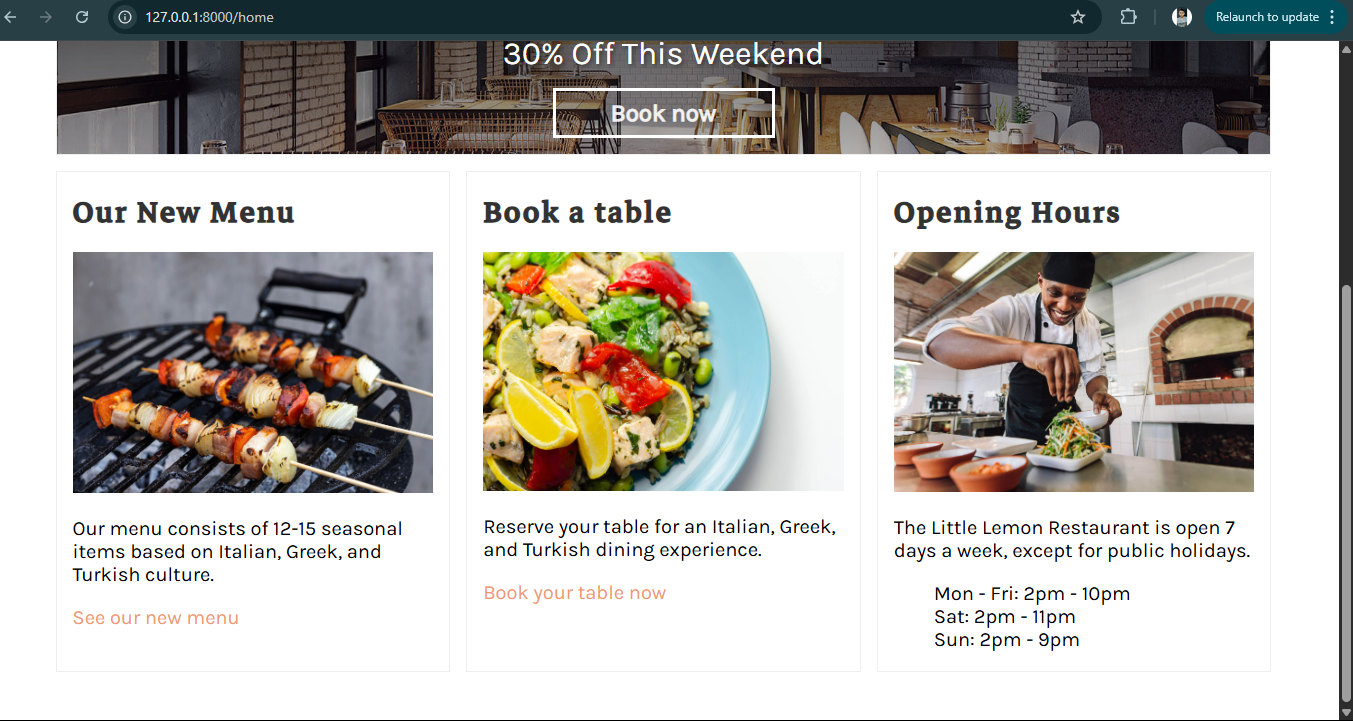 127.0.0.1:8000/home
Relaunch to update
30% Off This Weekend
Book now
Our New Menu
Our menu consists of 12-15 seasonal
items based on Italian, Greek, and
Turkish culture.
See our new menu
Book a table
Reserve your table for an Italian, Greek,
and Turkish dining experience.
Book your table now
Opening Hours
The Little Lemon Restaurant is open 7
days a week, except for public holidays.
Mon - Fri: 2pm - 10pm
Sat: 2pm - 11pm
Sun: 2pm - 9pm